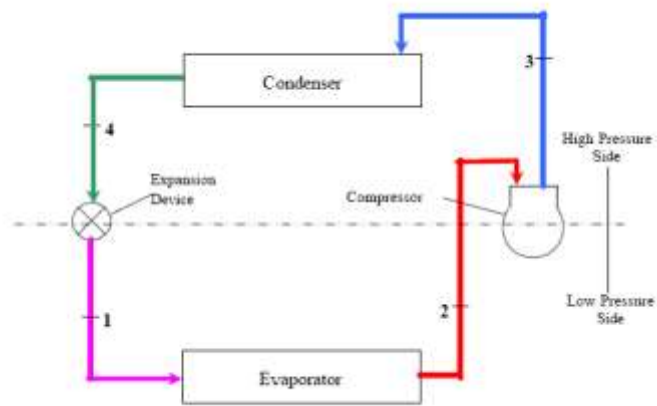 3
Condenser
4
High Pressure
Side
Expansion
Device
Compressor
1
2
Low Pressure
Side
Evaporator